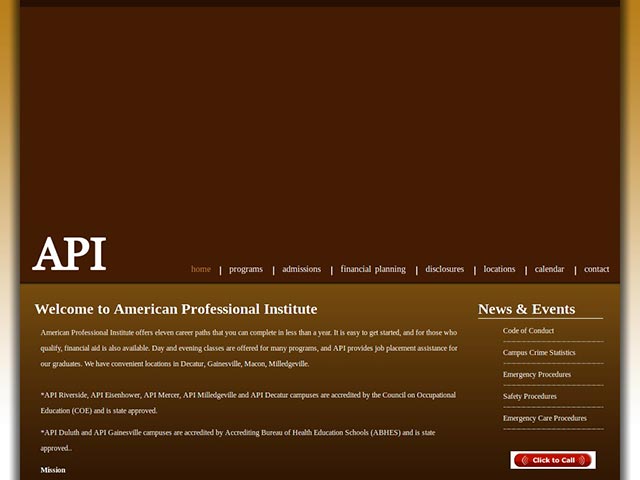 API
home programs admissions financial planning disclosures locations calendar contact
Welcome to American Professional Institute
American Professional Institute offers eleven career paths that you can complete in less than a year. It is easy to get started, and for those who
qualify, financial aid is also available. Day and evening classes are offered for many programs, and API provides job placement assistance for
our graduates. We have convenient locations in Decatur, Gainesville, Macon, Milledgeville.
*API Riverside, API Eisenhower, API Mercer, API Milledgeville and API Decatur campuses are accredited by the Council on Occupational
Education (COE) and is state approved.
*API Duluth and API Gainesville campuses are accredited by Accrediting Bureau of Health Education Schools (ABHES) and is state
approved..
Mission
News & Events
Code of Conduct
Campus Crime Statistics
Emergency Procedures
Safety Procedures
Emergency Care Procedures
Click to Call